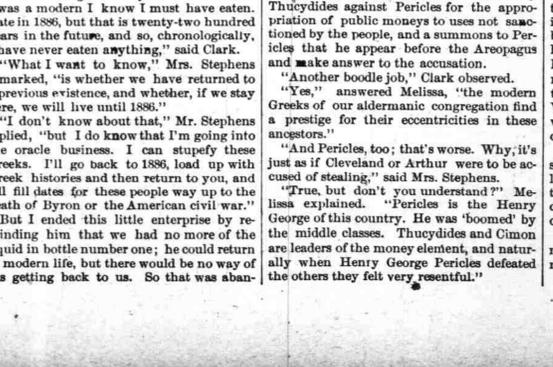 was a modern I know I must have eaten.
ate in 1886, but that is twenty-two hundred
ars in the future, and so, chronologically,
have never eaten anything," said Clark.
"What I want to know," Mrs. Stephens
marked, "is whether we have returned to
previous existence, and whether, if we stay
re, we will live until 1886."
"I don't know about that," Mr. Stephens
plied, "but I do know that I'm going into
e oracle business. I can stupefy these
reeks. I'll go back to 1886, load up with
eek histories and then return to you, and
ll fill dates for these people way up to the
ath of Byron or the American civil war."
But I ended this little enterprise by re-
inding him that we had no more of the
quid in bottle number one; he could return
modern life, but there would be no way of
s getting back to us. So that was aban-
Thucydides against Pericles for the appro-
priation of public moneys to uses not sanc-
tioned by the people, and a summons to Per-
icles that he appear before the Areopagus
and make answer to the accusation.
"Another boodle job," Clark observed.
"Yes," answered Melissa, "the modern
Greeks of our aldermanic congregation find
a prestige for their eccentricities in these
ancestors."
"And Pericles, too; that's worse. Why, it's
just as if Cleveland or Arthur were to be ac-
cused of stealing," said Mrs. Stephens.
"True, but don't you understand?" Me-
lissa explained. "Pericles is the Henry
George of this country. He was 'boomed' by
the middle classes. Thucydides and Cimon
are leaders of the money element, and natur-
ally when Henry George Pericles defeated
the others they felt very resentful."